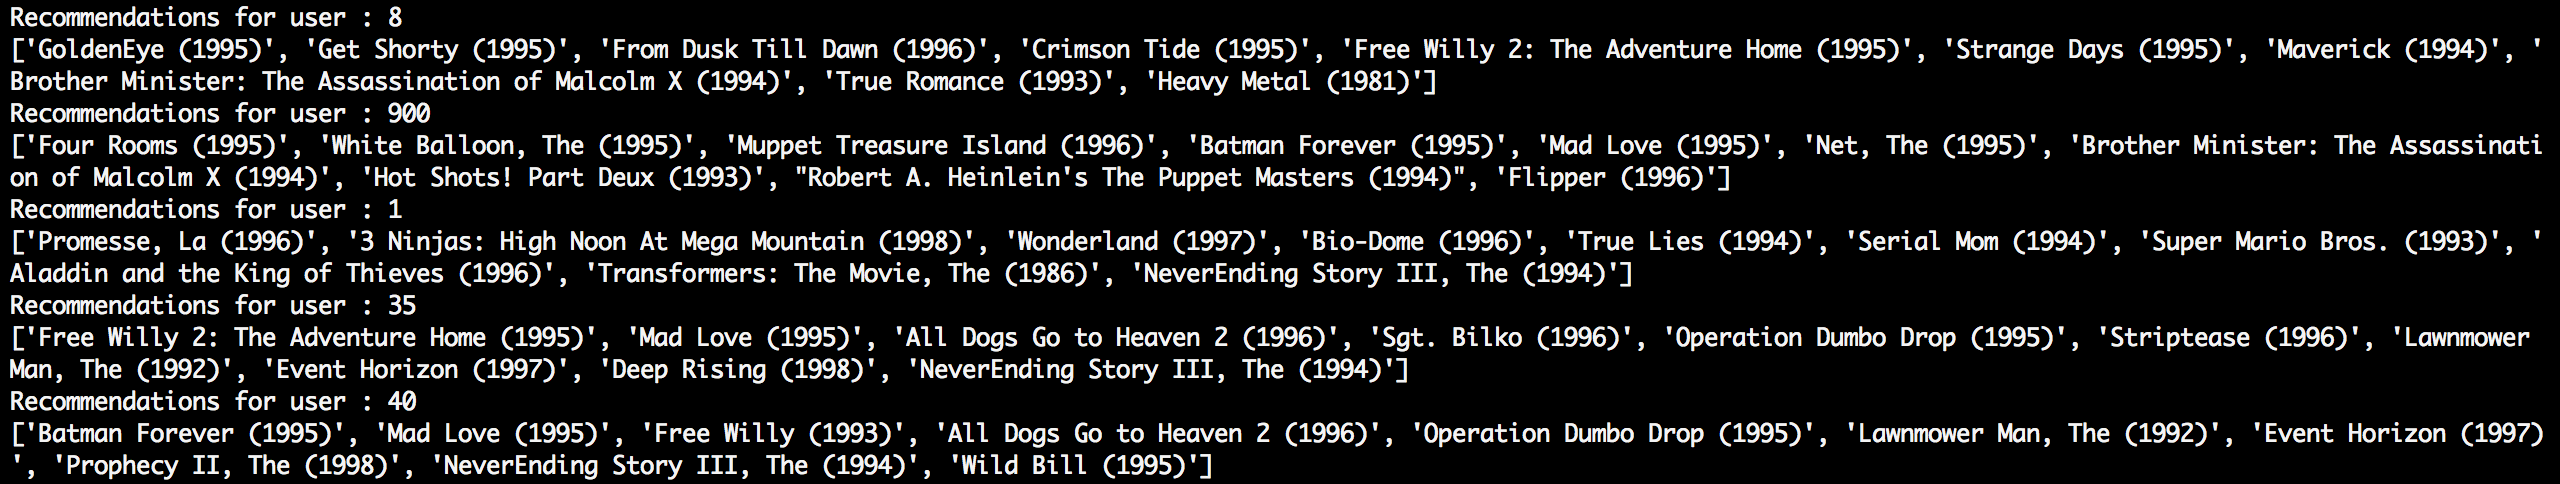 Recommendations for user : 8
['GoldenEye (1995)', 'Get Shorty (1995)', 'From Dusk Till Dawn (1996)', 'Crimson Tide (1995)', 'Free Willy 2: The Adventure Home (1995)', 'Strange Days (1995)', 'Maverick (1994)', '
Brother Minister: The Assassination of Malcolm X (1994)', 'True Romance (1993)', 'Heavy Metal (1981)']
Recommendations for user : 900
['Four Rooms (1995)', 'White Balloon, The (1995)', 'Muppet Treasure Island (1996)', 'Batman Forever (1995)', 'Mad Love (1995)', 'Net, The (1995)', 'Brother Minister: The Assassinati
on of Malcolm X (1994)', 'Hot Shots! Part Deux (1993)', "Robert A. Heinlein's The Puppet Masters (1994)", 'Flipper (1996)']
Recommendations for user : 1
['Promesse, La (1996)', '3 Ninjas: High Noon At Mega Mountain (1998)', 'Wonderland (1997)', 'Bio-Dome (1996)', 'True Lies (1994)', 'Serial Mom (1994)', 'Super Mario Bros. (1993)', '
Aladdin and the King of Thieves (1996)', 'Transformers: The Movie, The (1986)', 'NeverEnding Story III, The (1994)']
Recommendations for user : 35
['Free Willy 2: The Adventure Home (1995)', 'Mad Love (1995)', 'All Dogs Go to Heaven 2 (1996)', 'Sgt. Bilko (1996)', 'Operation Dumbo Drop (1995)', 'Striptease (1996)', 'Lawnmower
Man, The (1992)', 'Event Horizon (1997)', 'Deep Rising (1998)', 'NeverEnding Story III, The (1994)']
Recommendations for user : 40
['Batman Forever (1995)', 'Mad Love (1995)', 'Free Willy (1993)', 'All Dogs Go to Heaven 2 (1996)', 'Operation Dumbo Drop (1995)', 'Lawnmower Man, The (1992)', 'Event Horizon (1997)
', 'Prophecy II, The (1998)', 'NeverEnding Story III, The (1994)', 'Wild Bill (1995)']